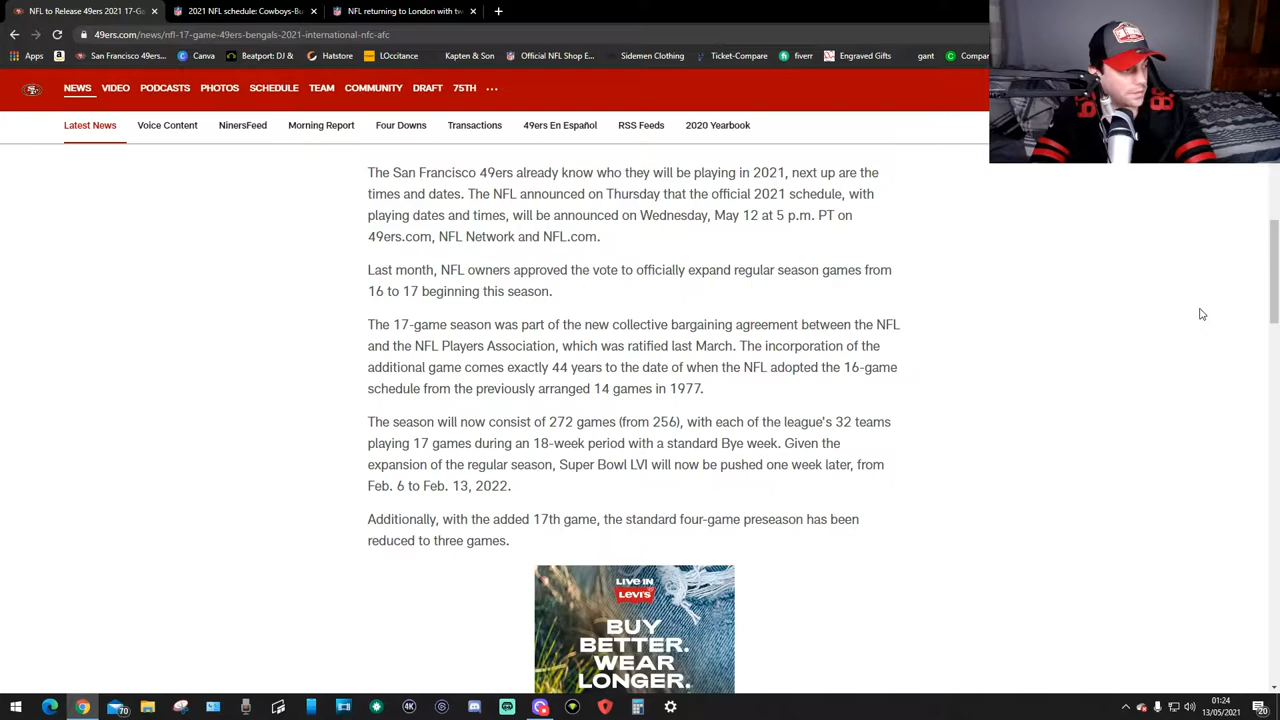 NFL to Release 49ers 2021 17-Ga
2021 NFL schedule: Cowboys-Bu
NFL returning to London with tw
49ers.com/news/nfl-17-game-49ers-bengals-2021-international-nfc-afc
Apps
San Francisco 49ers...
Canva
Beatport DJ &
Hatstore
LOccitance
Kapten & Son
Official NFL Shop E...
Sidemen Clothing
Ticket-Compare
fiverr
Engraved Gifts
gant
Compar
NEWS VIDEO PODCASTS PHOTOS SCHEDULE TEAM COMMUNITY DRAFT 75TH ...
Latest News Voice Content NinersFeed Morning Report Four Downs Transactions 49ers En Español RSS Feeds 2020 Yearbook
The San Francisco 49ers already know who they will be playing in 2021, next up are the
times and dates. The NFL announced on Thursday that the official 2021 schedule, with
playing dates and times, will be announced on Wednesday, May 12 at 5 p.m. PT on
49ers.com, NFL Network and NFL.com.
Last month, NFL owners approved the vote to officially expand regular season games from
16 to 17 beginning this season.
The 17-game season was part of the new collective bargaining agreement between the NFL
and the NFL Players Association, which was ratified last March. The incorporation of the
additional game comes exactly 44 years to the date of when the NFL adopted the 16-game
schedule from the previously arranged 14 games in 1977.
The season will now consist of 272 games (from 256), with each of the league's 32 teams
playing 17 games during an 18-week period with a standard Bye week. Given the
expansion of the regular season, Super Bowl LVI will now be pushed one week later, from
Feb. 6 to Feb. 13, 2022.
Additionally, with the added 17th game, the standard four-game preseason has been
reduced to three games.
LIVE IN
LEVI'S
BUY
BETTER.
WEAR
LONGER.
70
4K
01:24
13/05/2021
20